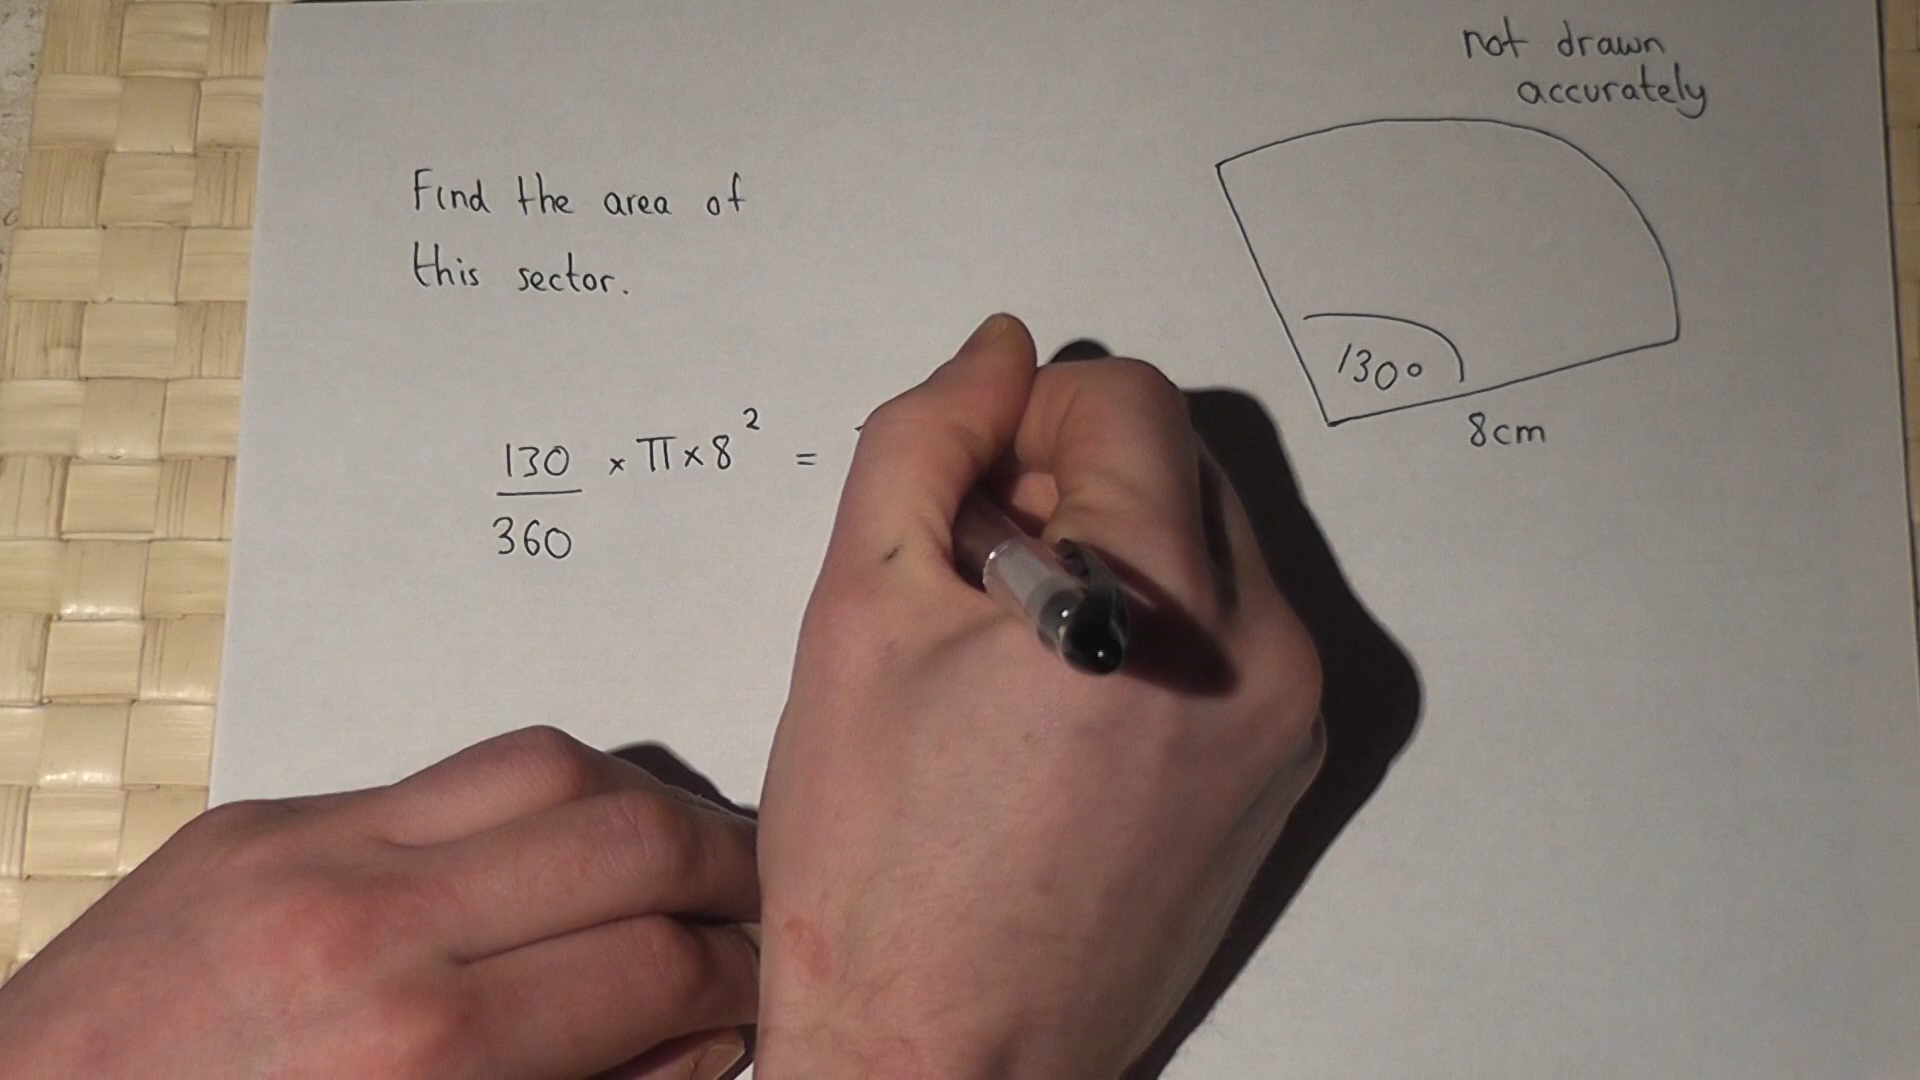 not drawn
accurately
Find the area of
this sector.
130°
8cm
130/360 × π × 8² =